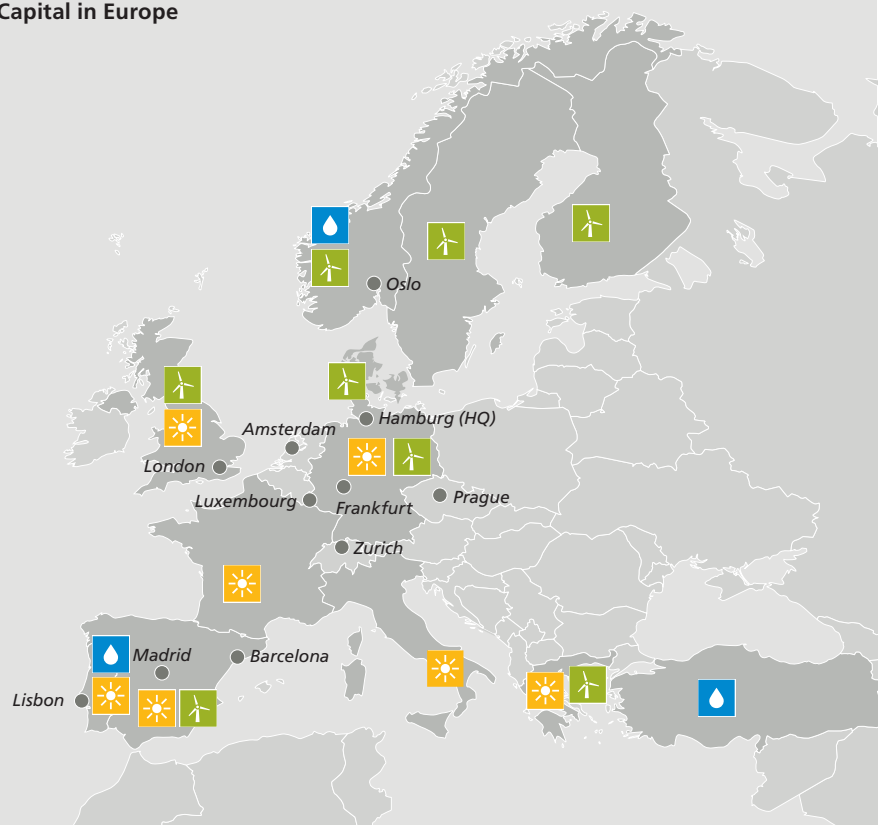 Capital in Europe
Oslo
Hamburg (HQ)
Amsterdam
London
Luxembourg
Frankfurt
Prague
Zurich
Madrid
Barcelona
Lisbon